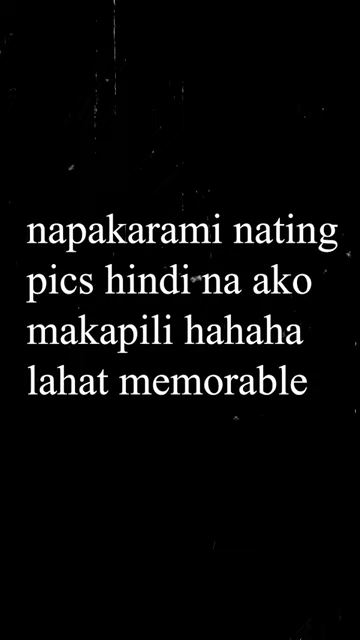 napakarami nating
pics hindi na ako
makapili hahaha
lahat memorable